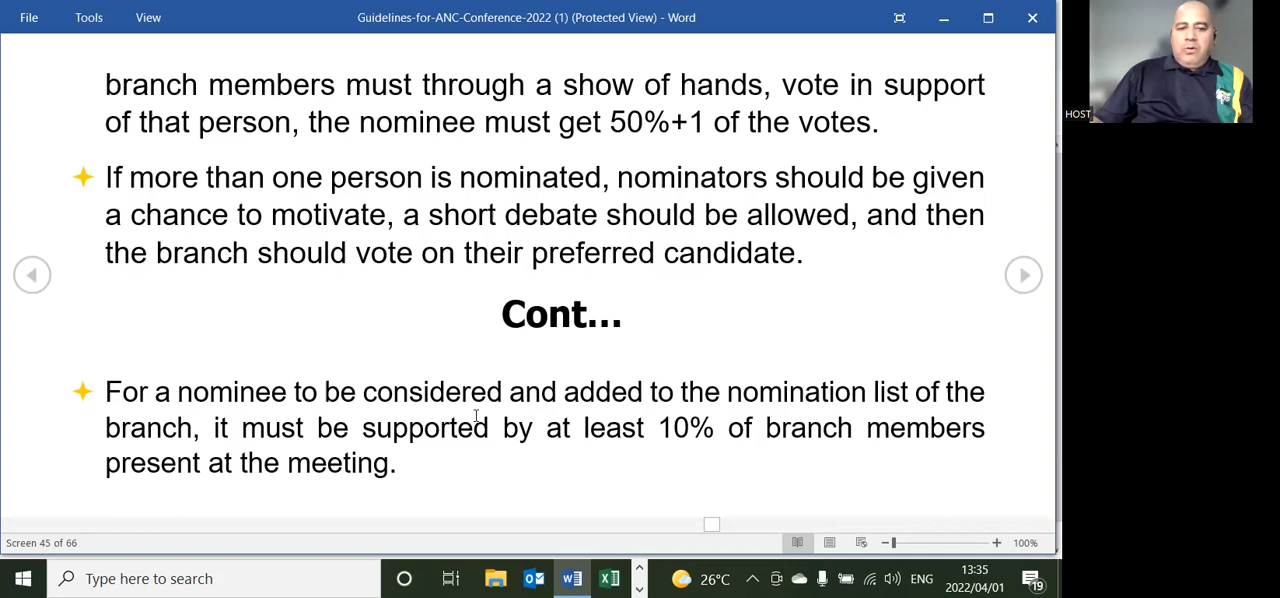 File Tools View Guidelines-for-ANC-Conference-2022 (1) (Protected View) - Word
branch members must through a show of hands, vote in support
of that person, the nominee must get 50%+1 of the votes.
If more than one person is nominated, nominators should be given
a chance to motivate, a short debate should be allowed, and then
the branch should vote on their preferred candidate.
Cont...
For a nominee to be considered and added to the nomination list of the
branch, it must be supported by at least 10% of branch members
present at the meeting.
HOST
Screen 45 of 66 100%
Type here to search 26°C ENG 13:35
2022/04/01 19